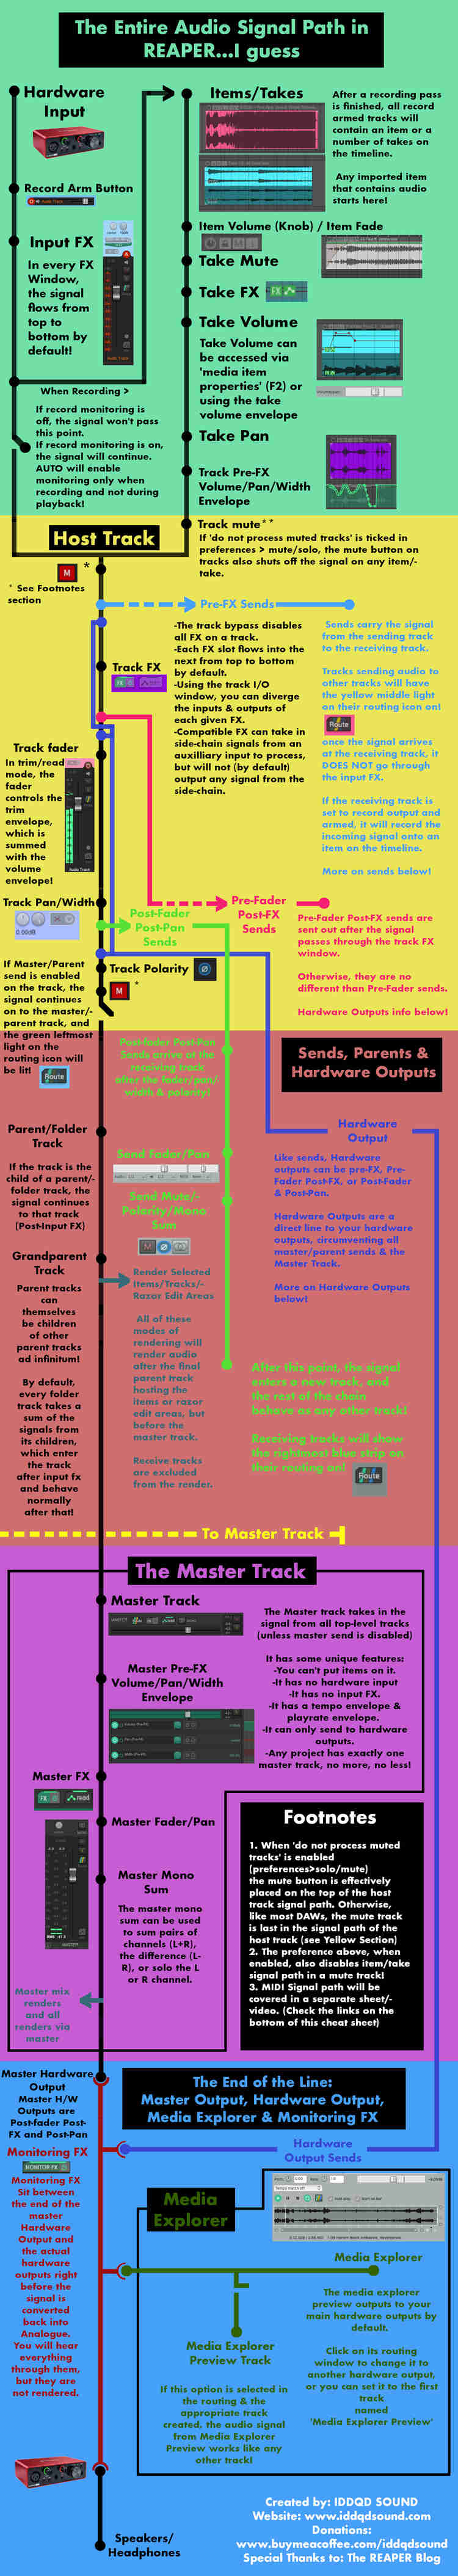 The Entire Audio Signal Path in
REAPER...I guess
Hardware
Input
Record Arm Button
Input FX
In every FX
Window,
the signal
flows from
top to
bottom by
default!
When Recording >
If record monitoring is
off, the signal won't pass
this point.
If record monitoring is on,
the signal will continue.
AUTO will enable
monitoring only when
recording and not during
playback!
Items/Takes
After a recording pass
is finished, all record
armed tracks will
contain an item or a
number of takes on
the timeline.
Any imported item
that contains audio
starts here!
Item Volume (Knob) / Item Fade
Take Mute
Take FX
FX
Take Volume
Take Volume can
be accessed via
'media item
properties' (F2) or
using the take
volume envelope
Take Pan
Track Pre-FX
Volume/Pan/Width
Envelope
Host Track
Track mute**
If 'do not process muted tracks' is ticked in
preferences > mute/solo, the mute button on
tracks also shuts off the signal on any item/-
take.
M
*
* See Footnotes
section
Pre-FX Sends
-The track bypass disables
all FX on a track.
-Each FX slot flows into the
next from top to bottom
by default.
-Using the track I/O
window, you can diverge
the inputs & outputs of
each given FX.
-Compatible FX can take in
side-chain signals from an
auxilliary input to process,
but will not (by default)
output any signal from the
side-chain.
Sends carry the signal
from the sending track
to the receiving track.
Tracks sending audio to
other tracks will have
the yellow middle light
on their routing icon on!
Route
once the signal arrives
at the receiving track, it
DOES NOT go through
the input FX.
If the receiving track is
set to record output and
armed, it will record the
incoming signal onto an
item on the timeline.
More on sends below!
Track FX
FX
Track fader
In trim/read
mode, the
fader
controls the
trim
envelope,
which is
summed
with the
volume
envelope!
Audio Track
Track Pan/Width
0.00dB
Post-Fader
Post-Pan
Sends
Pre-Fader
Post-FX
Sends
Pre-Fader Post-FX sends are
sent out after the signal
passes through the track FX
window.
Otherwise, they are no
different than Pre-Fader sends.
Hardware Outputs info below!
If Master/Parent
send is enabled
on the track, the
signal continues
on to the master/-
parent track, and
the green leftmost
light on the
routing icon will
be lit!
Route
Track Polarity
M
*
Sends, Parents &
Hardware Outputs
Post-fader Post-Pan
Sends arrive at the
receiving track
after the fader/pan/-
width & polarity!
Parent/Folder
Track
If the track is the
child of a parent/-
folder track, the
signal continues
to that track
(Post-Input FX)
Send Fader/Pan
Send Mute/-
Polerity/Mono
Sum
M
Hardware
Output
Like sends, Hardware
outputs can be pre-FX, Pre-
Fader Post-FX, or Post-Fader
& Post-Pan.
Hardware Outputs are a
direct line to your hardware
outputs, circumventing all
master/parent sends & the
Master Track.
More on Hardware Outputs
below!
Grandparent
Track
Parent tracks
can
themselves
be children
of other
parent tracks
ad infinitum!
By default,
every folder
track takes a
sum of the
signals from
its children,
which enter
the track
after input fx
and behave
normally
after that!
Render Selected
Items/Tracks/-
Razor Edit Areas
All of these
modes of
rendering will
render audio
after the final
parent track
hosting the
items or razor
edit areas, but
before the
master track.
Receive tracks
are excluded
from the render.
After this point, the signal
enters a new track, and
the rest of the chain
behave as any other track!
Receiving tracks will show
the rightmost blue strip on
their routing on!
Route
To Master Track
The Master Track
Master Track
MASTER
The Master track takes in the
signal from all top-level tracks
(unless master send is disabled)
It has some unique features:
-You can't put items on it.
-It has no hardware input
-It has no input FX.
-It has a tempo envelope &
playrate envelope.
-It can only send to hardware
outputs.
-Any project has exactly one
master track, no more, no less!
Master Pre-FX
Volume/Pan/Width
Envelope
Master FX
FX
Master Fader/Pan
MASTER
Master Mono
Sum
The master mono
sum can be used
to sum pairs of
channels (L+R),
the difference (L-
R), or solo the L
or R channel.
Footnotes
1. When 'do not process muted
tracks' is enabled
(preferences>solo/mute)
the mute button is effectively
placed on the top of the host
track signal path. Otherwise,
like most DAWs, the mute track
is last in the signal path of the
host track (see Yellow Section)
2. The preference above, when
enabled, also disables item/take
signal path in a mute track!
3. MIDI Signal path will be
covered in a separate sheet/-
video. (Check the links on the
bottom of this cheat sheet)
Master mix
renders
and all
renders via
master
Master Hardware
Output
Master H/W
Outputs are
Post-fader Post-
FX and Post-Pan
The End of the Line:
Master Output, Hardware Output,
Media Explorer & Monitoring FX
Monitoring FX
MONITOR FX
Monitoring FX
Sit between
the end of the
master
Hardware
Output and
the actual
hardware
outputs right
before the
signal is
converted
back into
Analogue.
You will hear
everything
through them,
but they are
not rendered.
Hardware
Output Sends
Media
Explorer
Media Explorer
The media explorer
preview outputs to your
main hardware outputs by
default.
Click on its routing
window to change it to
another hardware output,
or you can set it to the first
track
named
'Media Explorer Preview'
Media Explorer
Preview Track
If this option is selected in
the routing & the
appropriate track
created, the audio signal
from Media Explorer
Preview works like any
other track!
Speakers/
Headphones
Created by: IDDQD SOUND
Website: www.iddqdsound.com
Donations:
www.buymeacoffee.com/iddqdsound
Special Thanks to: The REAPER Blog